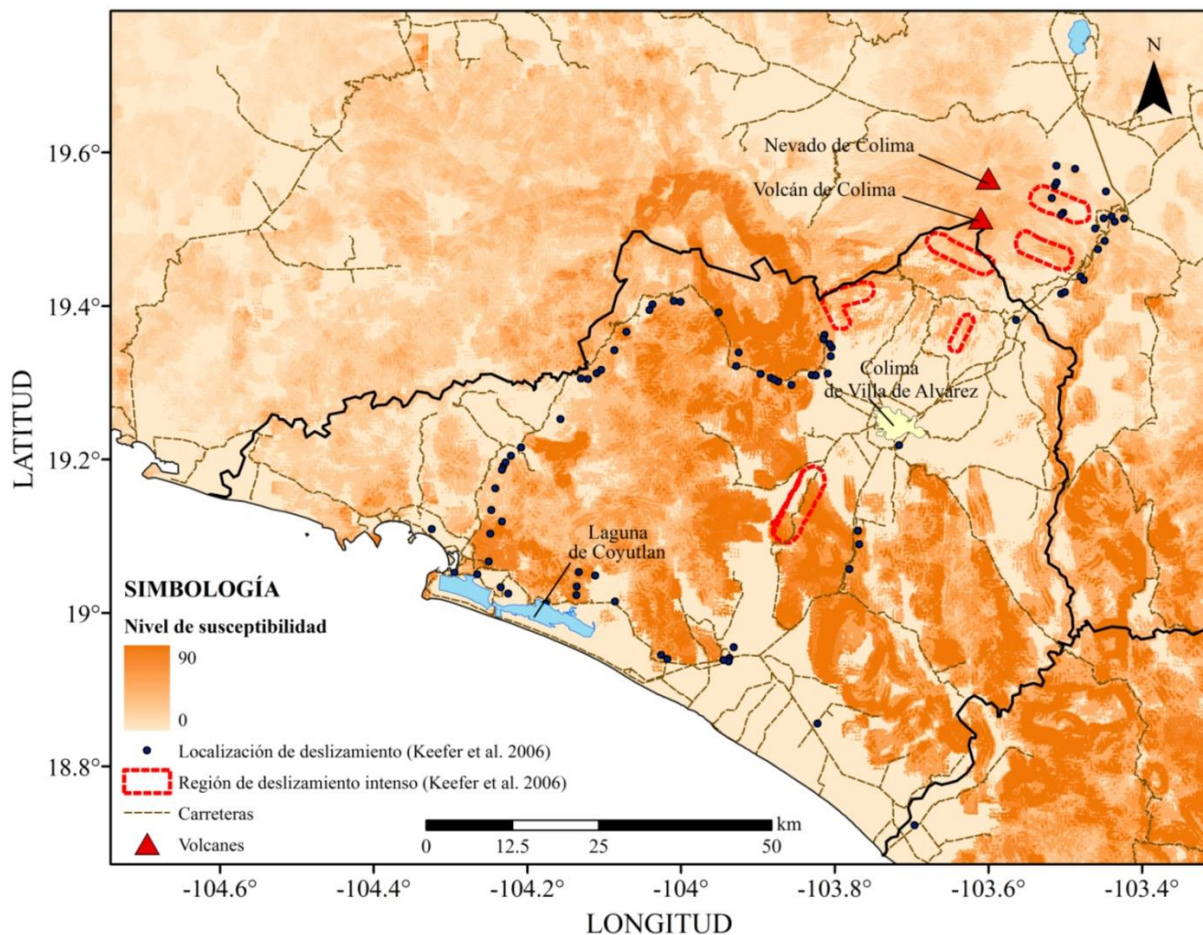 N
Nevado de Colima
Volcán de Colima
Colima
de Villa de Alvarez
Laguna
de Coyutlan
LATITUD
19.6°
19.4°
19.2°
19°
18.8°
SIMBOLOGÍA
Nivel de susceptibilidad
90
0
Localización de deslizamiento (Keefer et al. 2006)
Región de deslizamiento intenso (Keefer et al. 2006)
Carreteras
Volcanes
km
0 12.5 25 50
-104.6° -104.4° -104.2° -104° -103.8° -103.6° -103.4°
LONGITUD